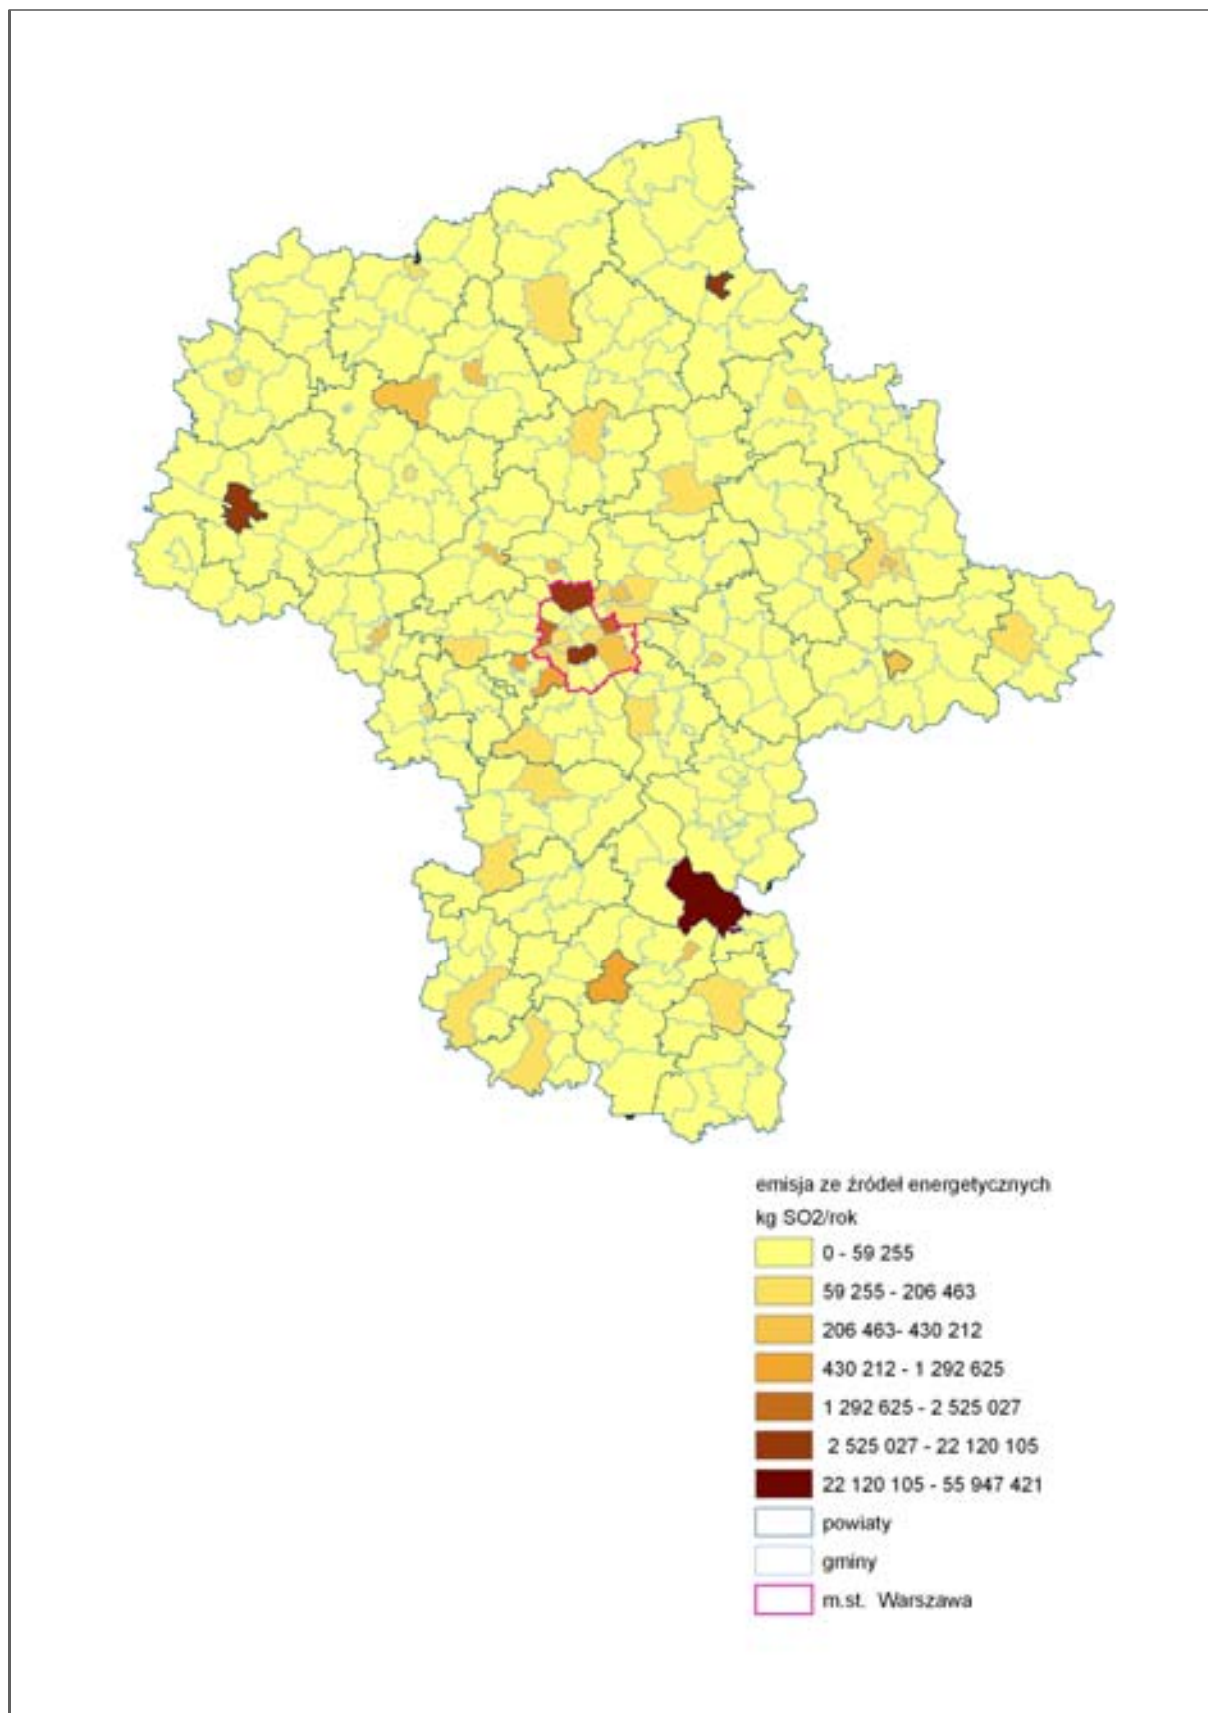 emisja ze źródeł energetycznych
kg SO2/rok
0 - 59 255
59 255 - 206 463
206 463- 430 212
430 212 - 1 292 625
1 292 625 - 2 525 027
2 525 027 - 22 120 105
22 120 105 - 55 947 421
powiaty
gminy
m.st. Warszawa